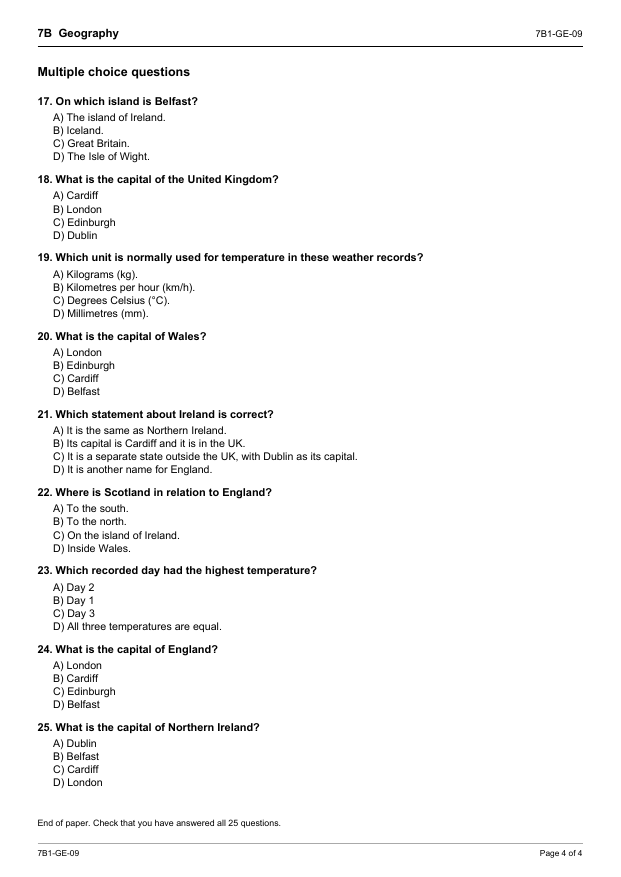 7B Geography
7B1-GE-09
Multiple choice questions
17. On which island is Belfast?
A) The island of Ireland.
B) Iceland.
C) Great Britain.
D) The Isle of Wight.
18. What is the capital of the United Kingdom?
A) Cardiff
B) London
C) Edinburgh
D) Dublin
19. Which unit is normally used for temperature in these weather records?
A) Kilograms (kg).
B) Kilometres per hour (km/h).
C) Degrees Celsius (°C).
D) Millimetres (mm).
20. What is the capital of Wales?
A) London
B) Edinburgh
C) Cardiff
D) Belfast
21. Which statement about Ireland is correct?
A) It is the same as Northern Ireland.
B) Its capital is Cardiff and it is in the UK.
C) It is a separate state outside the UK, with Dublin as its capital.
D) It is another name for England.
22. Where is Scotland in relation to England?
A) To the south.
B) To the north.
C) On the island of Ireland.
D) Inside Wales.
23. Which recorded day had the highest temperature?
A) Day 2
B) Day 1
C) Day 3
D) All three temperatures are equal.
24. What is the capital of England?
A) London
B) Cardiff
C) Edinburgh
D) Belfast
25. What is the capital of Northern Ireland?
A) Dublin
B) Belfast
C) Cardiff
D) London
End of paper. Check that you have answered all 25 questions.
7B1-GE-09
Page 4 of 4